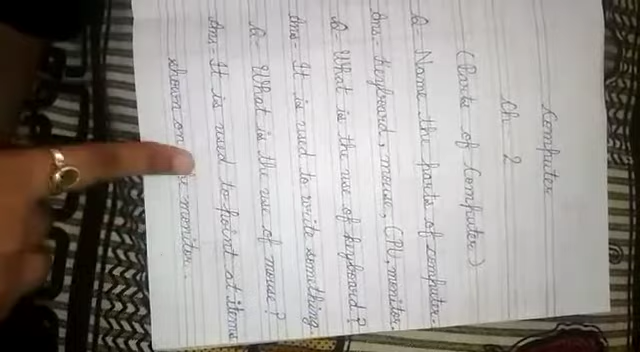 Computer
Ch-2
(Parts of Computer)
Q= Name the parts of computer.
Ans= keyboard, mouse, CPU, monitor
Q What is the use of keyboard?
Ans= It is used to write something
Q= What is the use of mouse?
Ans= It is used to point at items
shown on monitor.